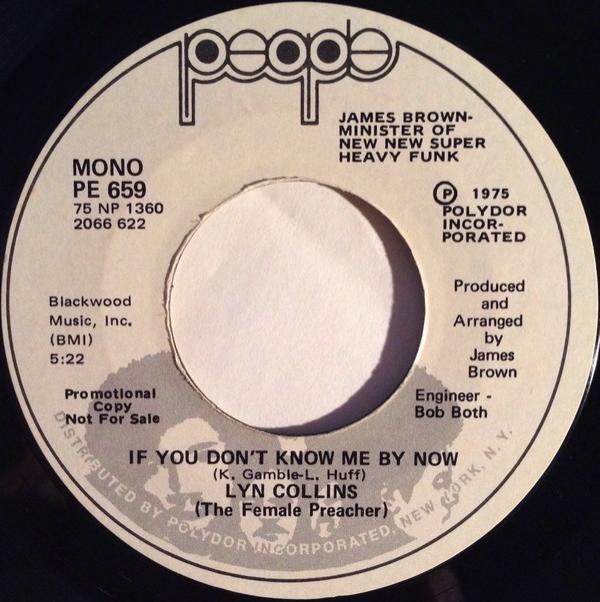 people
JAMES BROWN-
MINISTER OF
NEW NEW SUPER
HEAVY FUNK
MONO
PE 659
75 NP 1360
2066 622
P 1975
POLYDOR
INCOR-
PORATED
Blackwood
Music, Inc.
(BMI)
5:22
Produced
and
Arranged
by
James
Brown
Promotional
Copy
Not For Sale
Engineer -
Bob Both
IF YOU DON'T KNOW ME BY NOW
(K. Gamble-L. Huff)
LYN COLLINS
(The Female Preacher)
DISTRIBUTED BY POLYDOR INCORPORATED, NEW YORK, N.Y.